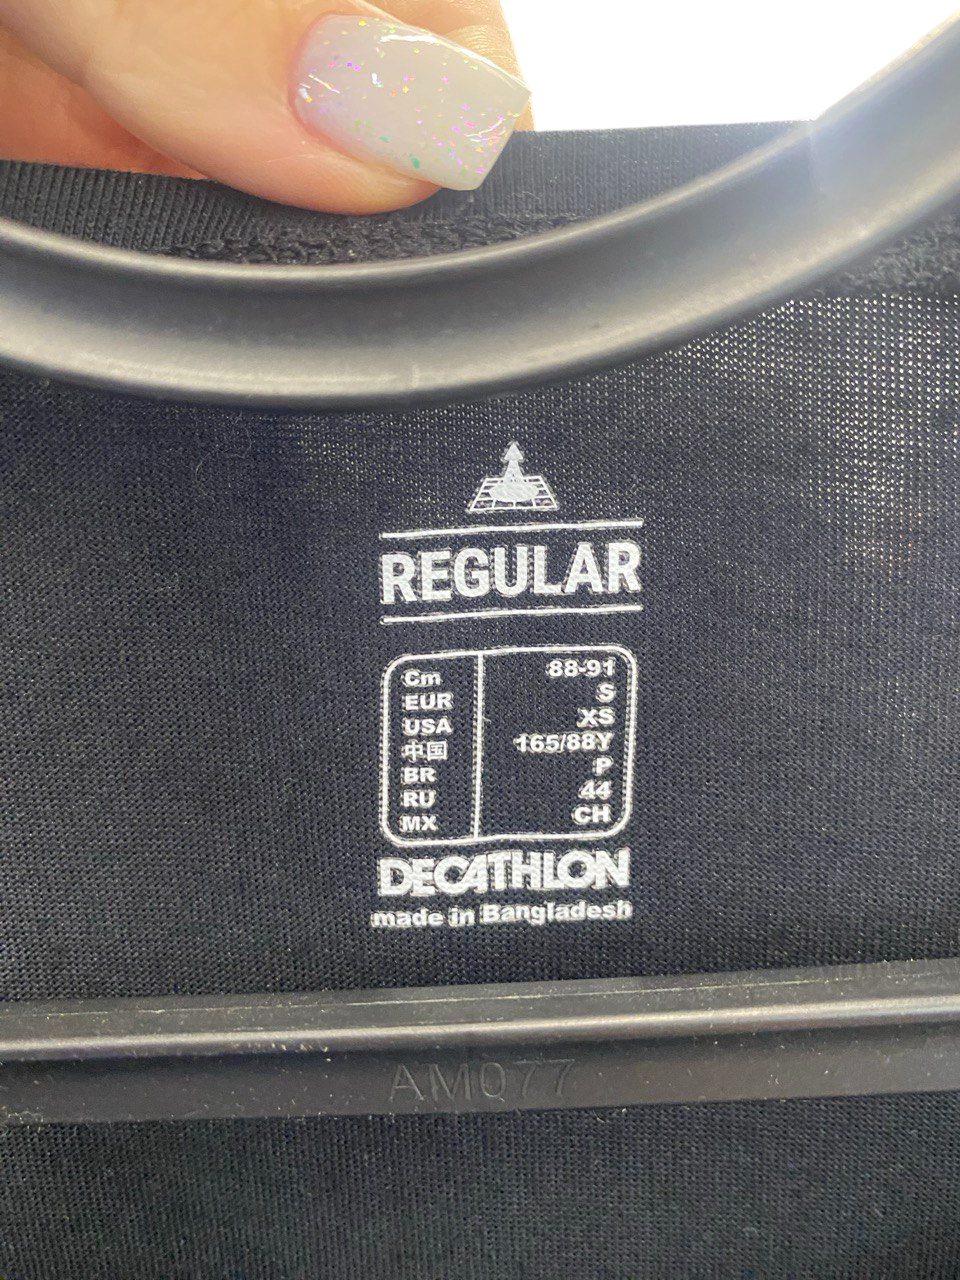 REGULAR
Cm 88-91
EUR S
USA XS
中国 165/88Y
BR P
RU 44
MX CH
DECATHLON
made in Bangladesh
AM077